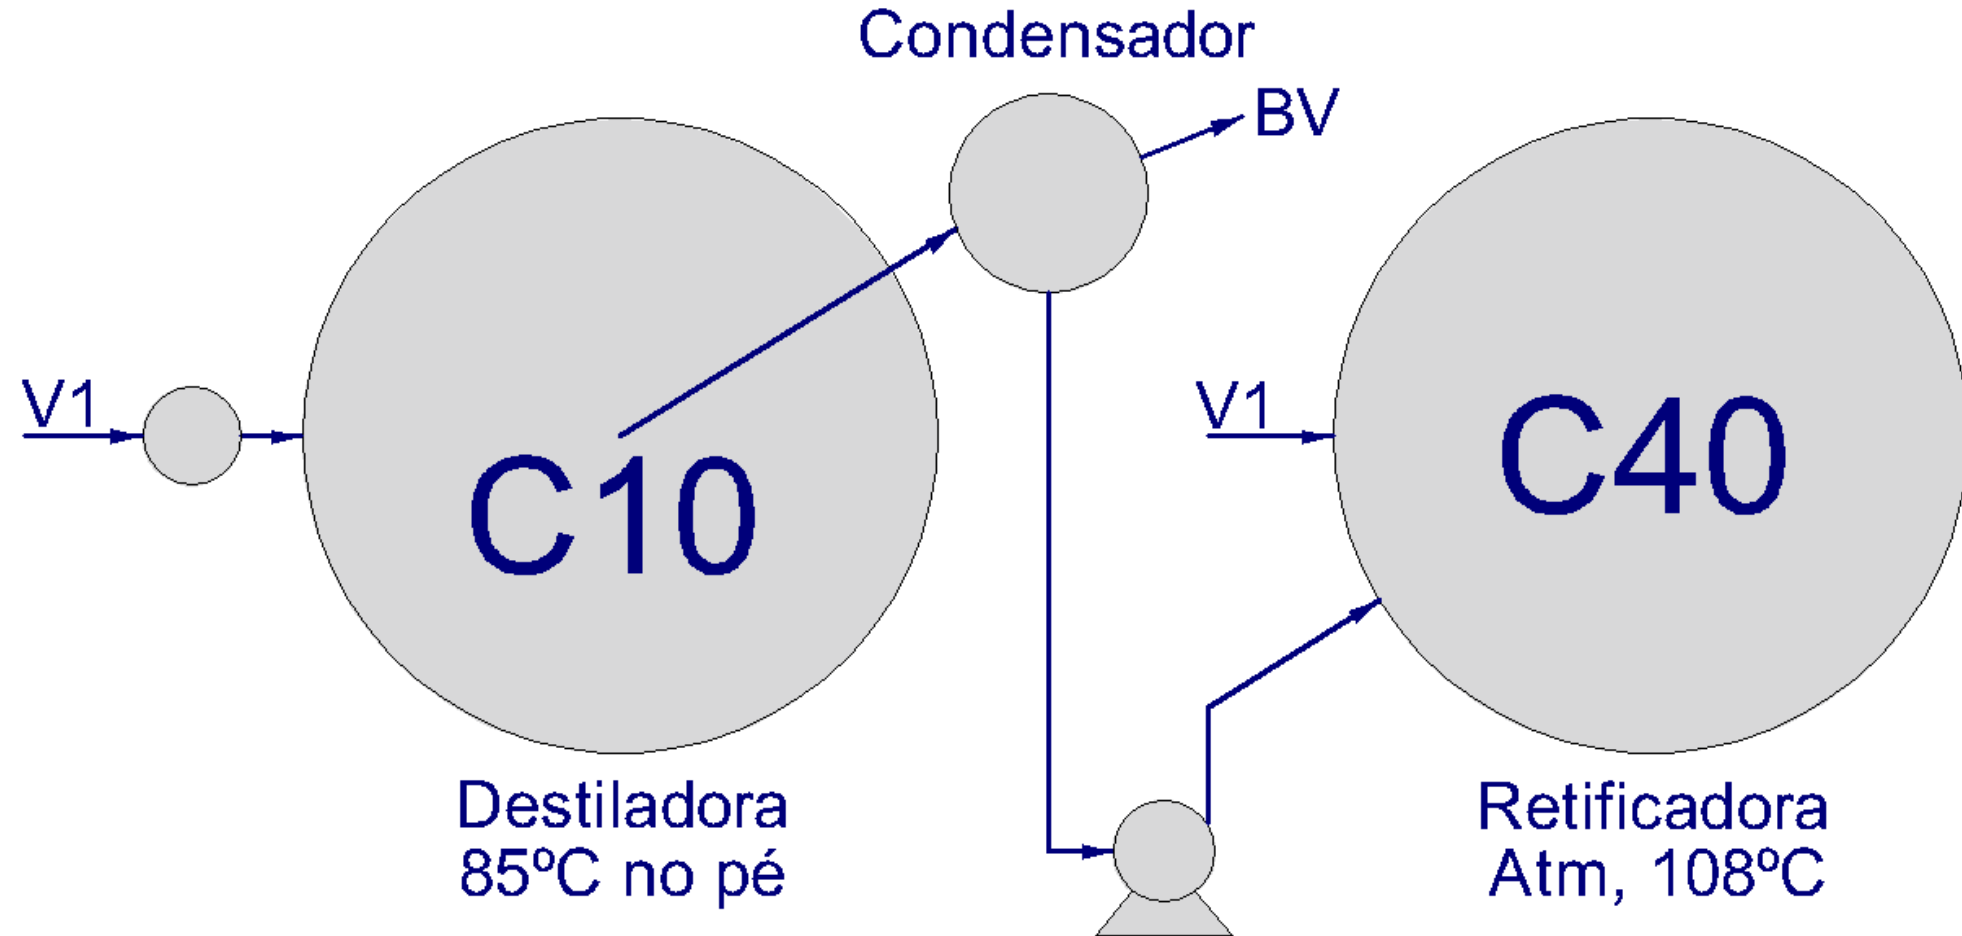 Condensador
BV
V1
C10
V1
C40
Destiladora
85ºC no pé
Retificadora
Atm, 108ºC